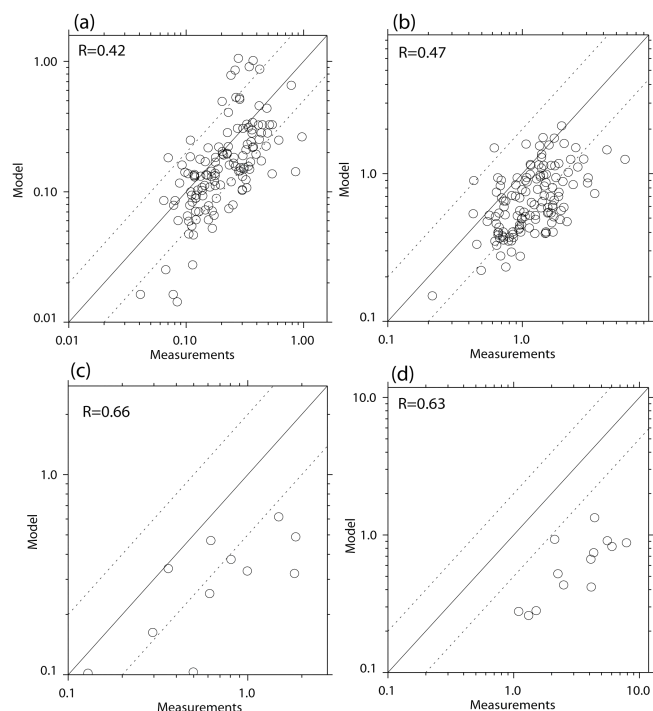 (a)
R=0.42
1.00
0.10
0.01
Model
0.01
0.10
1.00
Measurements
(b)
R=0.47
1.0
0.1
Model
0.1
1.0
Measurements
(c)
R=0.66
1.0
0.1
Model
0.1
1.0
Measurements
(d)
R=0.63
10.0
1.0
0.1
Model
0.1
1.0
10.0
Measurements